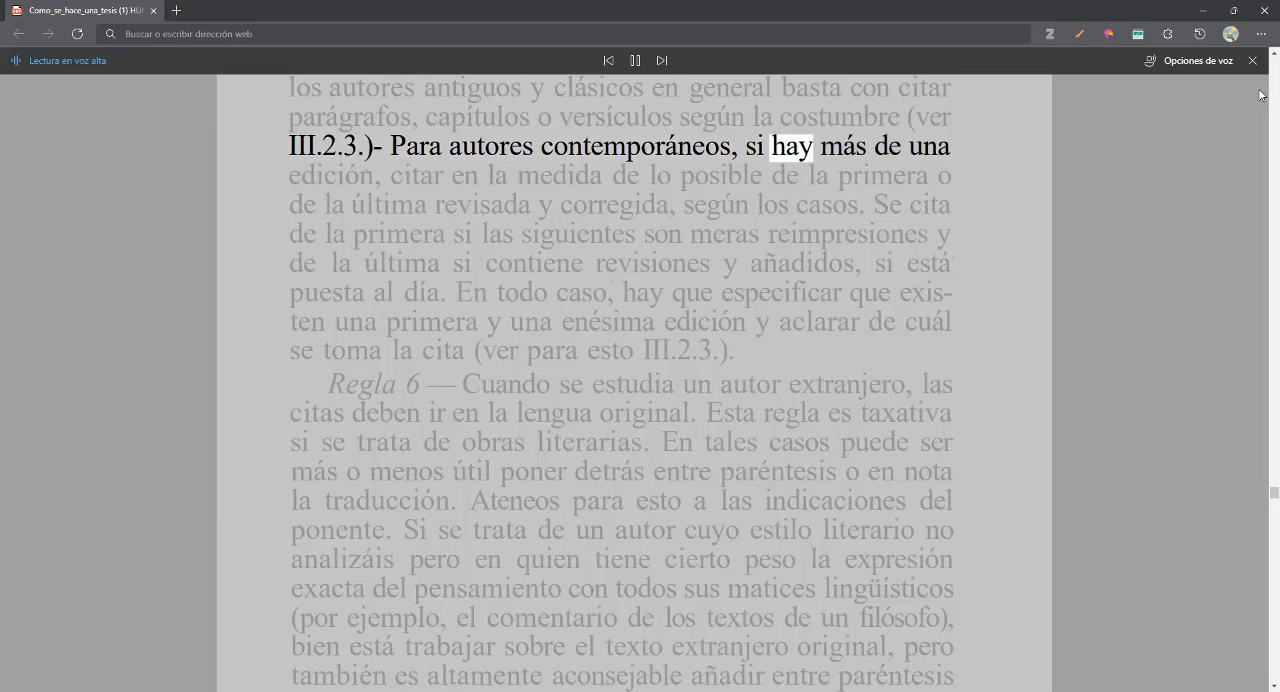 Como_se_hace_una_tesis (1) HU
Buscar o escribir dirección web
Lectura en voz alta
Opciones de voz
los autores antiguos y clásicos en general basta con citar
parágrafos, capítulos o versículos según la costumbre (ver
III.2.3.)- Para autores contemporáneos, si hay más de una
edición, citar en la medida de lo posible de la primera o
de la última revisada y corregida, según los casos. Se cita
de la primera si las siguientes son meras reimpresiones y
de la última si contiene revisiones y añadidos, si está
puesta al día. En todo caso, hay que especificar que exis-
ten una primera y una enésima edición y aclarar de cuál
se toma la cita (ver para esto III.2.3.).
Regla 6 — Cuando se estudia un autor extranjero, las
citas deben ir en la lengua original. Esta regla es taxativa
si se trata de obras literarias. En tales casos puede ser
más o menos útil poner detrás entre paréntesis o en nota
la traducción. Ateneos para esto a las indicaciones del
ponente. Si se trata de un autor cuyo estilo literario no
analizáis pero en quien tiene cierto peso la expresión
exacta del pensamiento con todos sus matices lingüísticos
(por ejemplo, el comentario de los textos de un filósofo),
bien está trabajar sobre el texto extranjero original, pero
también es altamente aconsejable añadir entre paréntesis